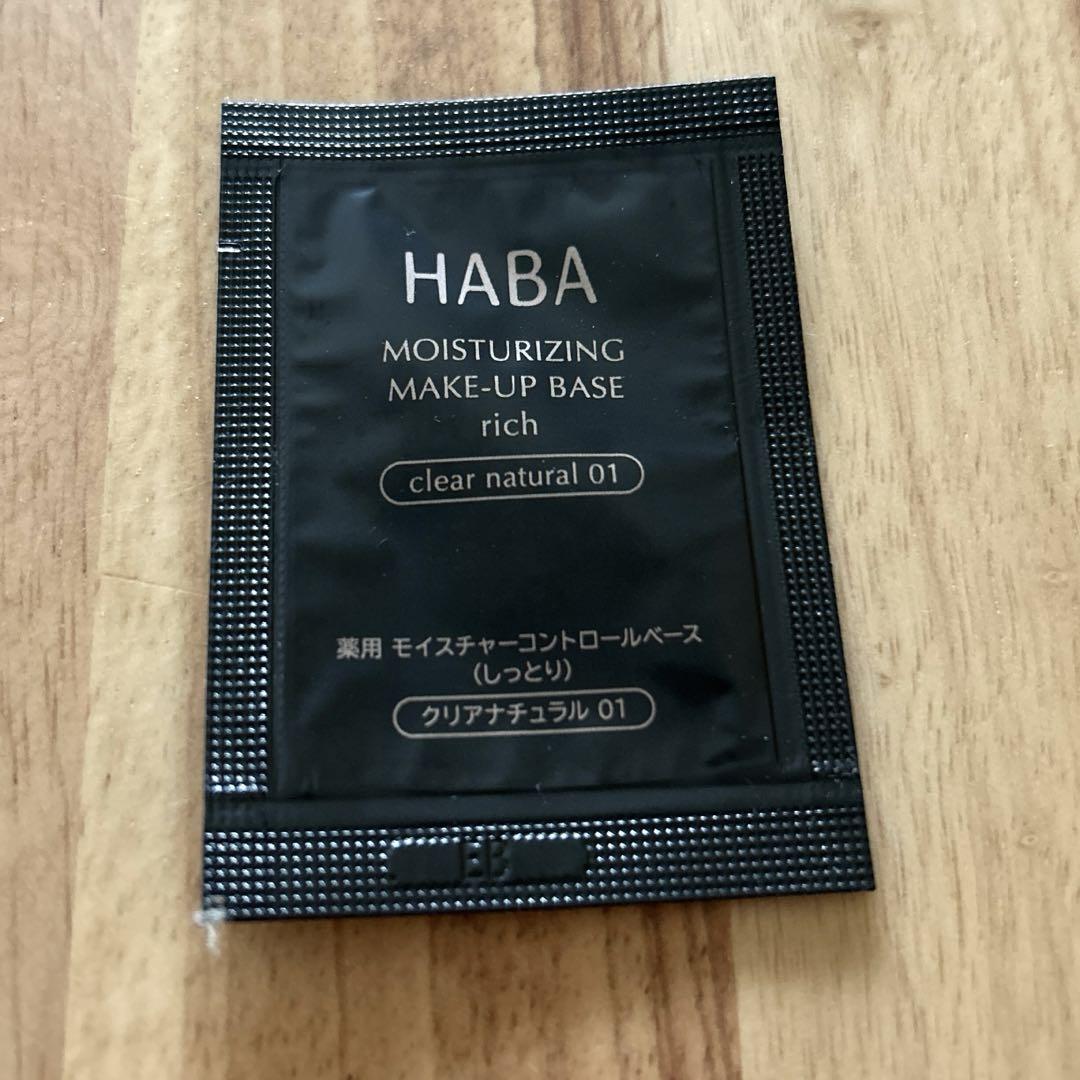 HABA
MOISTURIZING
MAKE-UP BASE
rich
clear natural 01
薬用 モイスチャーコントロールベース
(しっとり)
クリアナチュラル 01